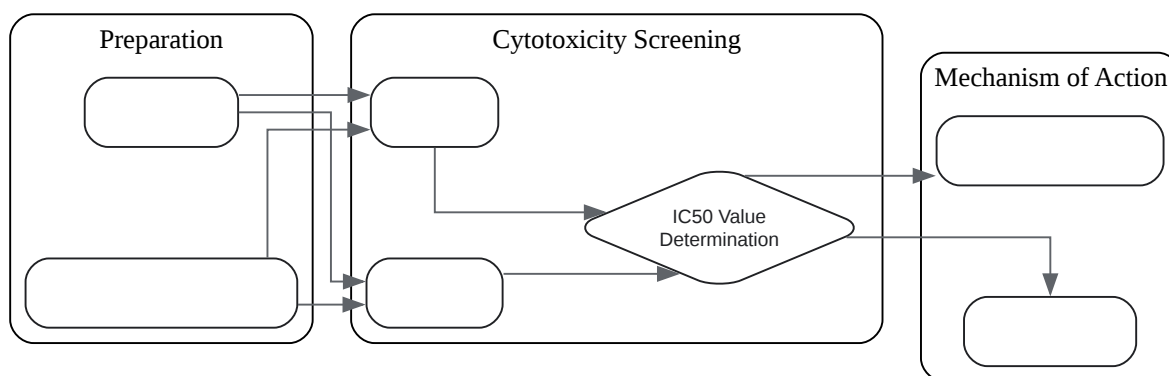 Preparation
Cytotoxicity Screening
Mechanism of Action
IC50 Value
Determination